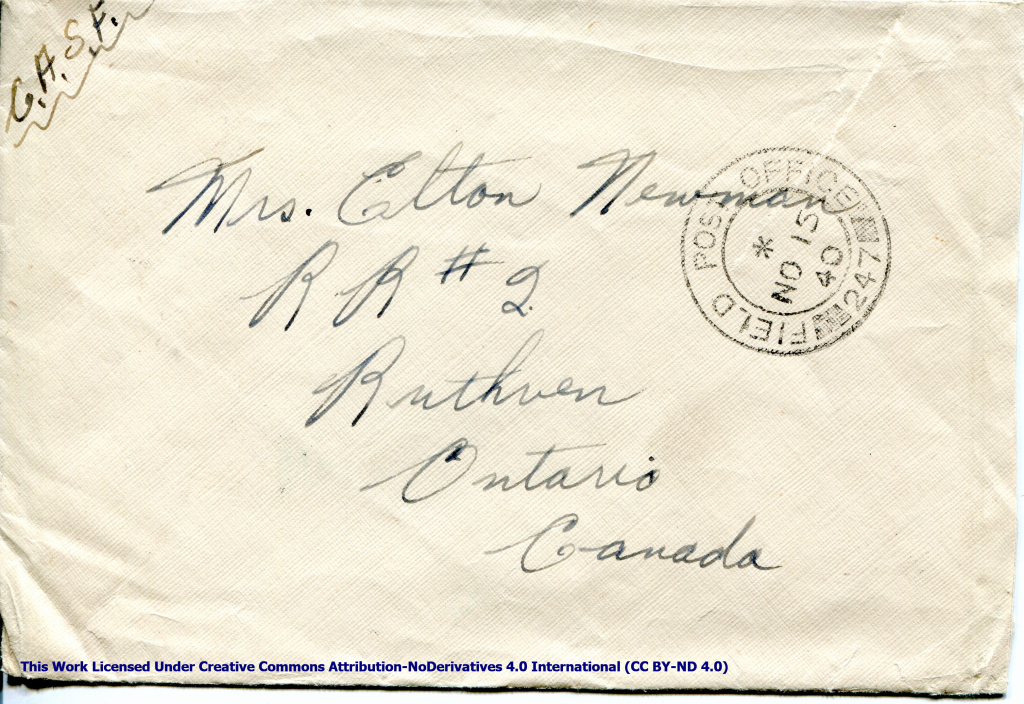 C.A.S.F.
Mrs. Elton Newman
R R # 2
Ruthven
Ontario
Canada
FIELD POST OFFICE 247
*
NO 15
40
This Work Licensed Under Creative Commons Attribution-NoDerivatives 4.0 International (CC BY-ND 4.0)